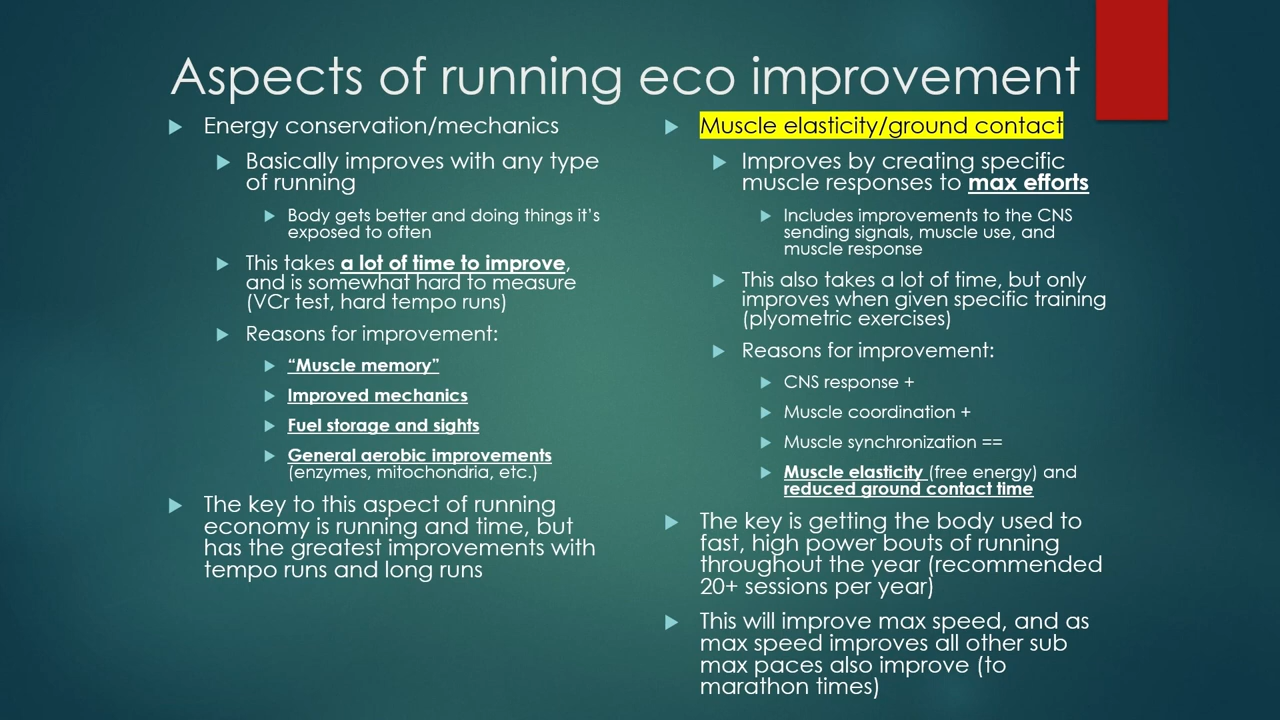 Aspects of running eco improvement
Energy conservation/mechanics
Basically improves with any type
of running
Body gets better and doing things it's
exposed to often
This takes a lot of time to improve,
and is somewhat hard to measure
(VCr test, hard tempo runs)
Reasons for improvement:
“Muscle memory”
Improved mechanics
Fuel storage and sights
General aerobic improvements
(enzymes, mitochondria, etc.)
The key to this aspect of running
economy is running and time, but
has the greatest improvements with
tempo runs and long runs
Muscle elasticity/ground contact
Improves by creating specific
muscle responses to max efforts
Includes improvements to the CNS
sending signals, muscle use, and
muscle response
This also takes a lot of time, but only
improves when given specific training
(plyometric exercises)
Reasons for improvement:
CNS response +
Muscle coordination +
Muscle synchronization ==
Muscle elasticity (free energy) and
reduced ground contact time
The key is getting the body used to
fast, high power bouts of running
throughout the year (recommended
20+ sessions per year)
This will improve max speed, and as
max speed improves all other sub
max paces also improve (to
marathon times)